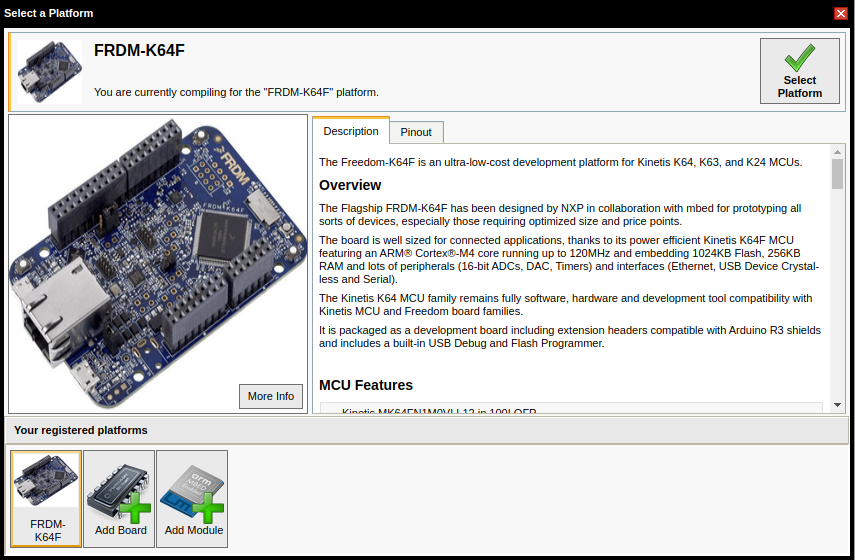 Select a Platform
FRDM-K64F
You are currently compiling for the "FRDM-K64F" platform.
Select
Platform
FRDM
FRDM-K64F
More Info
Description
Pinout
The Freedom-K64F is an ultra-low-cost development platform for Kinetis K64, K63, and K24 MCUs.
Overview
The Flagship FRDM-K64F has been designed by NXP in collaboration with mbed for prototyping all
sorts of devices, especially those requiring optimized size and price points.
The board is well sized for connected applications, thanks to its power efficient Kinetis K64F MCU
featuring an ARM® Cortex®-M4 core running up to 120MHz and embedding 1024KB Flash, 256KB
RAM and lots of peripherals (16-bit ADCs, DAC, Timers) and interfaces (Ethernet, USB Device Crystal-
less and Serial).
The Kinetis K64 MCU family remains fully software, hardware and development tool compatibility with
Kinetis MCU and Freedom board families.
It is packaged as a development board including extension headers compatible with Arduino R3 shields
and includes a built-in USB Debug and Flash Programmer.
MCU Features
Kinetis MK64FN1M0VLL12 in 100LQFP
Your registered platforms
FRDM-
K64F
Add Board
arm
MBED
Enabled
Add Module